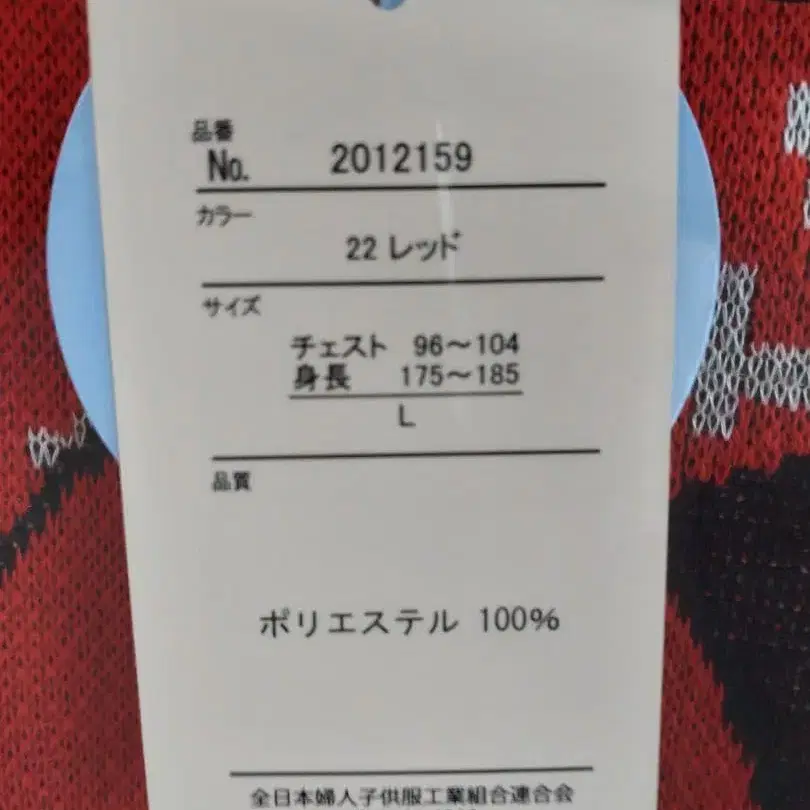 品番
No. 2012159
カラー
22 レッド
サイズ
チェスト 96～104
身長 175～185
L
品質
ポリエステル 100%
全日本婦人子供服工業組合連合会